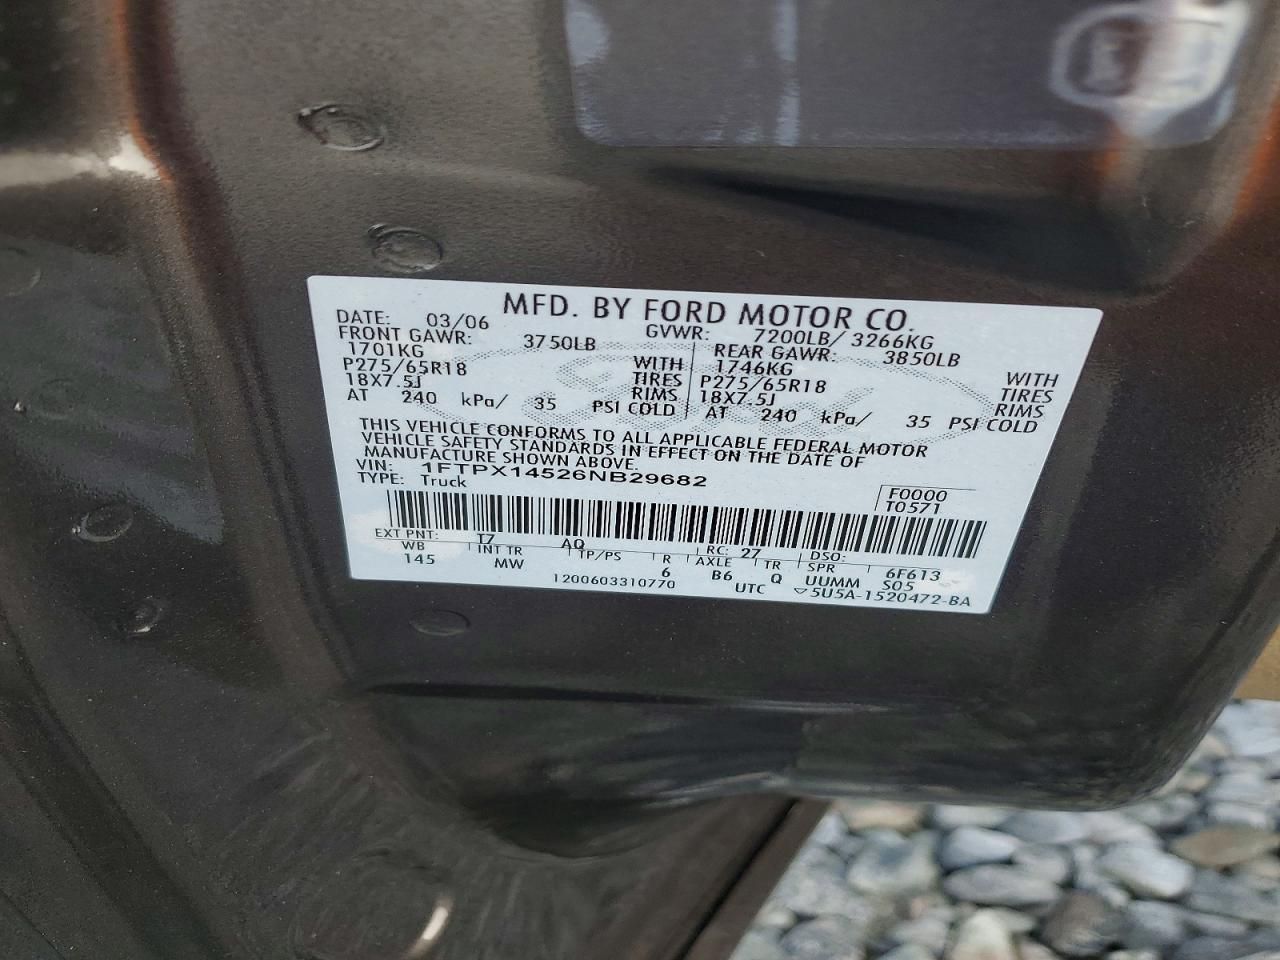 MFD. BY FORD MOTOR CO.
DATE: 03/06 GVWR: 7200LB/ 3266KG
FRONT GAWR: 3750LB REAR GAWR: 3850LB
1701KG WITH 1746KG WITH
P275/65R18 TIRES P275/65R18 TIRES
18X7.5J RIMS 18X7.5J RIMS
AT 240 kPa/ 35 PSI COLD AT 240 kPa/ 35 PSI COLD
THIS VEHICLE CONFORMS TO ALL APPLICABLE FEDERAL MOTOR
VEHICLE SAFETY STANDARDS IN EFFECT ON THE DATE OF
MANUFACTURE SHOWN ABOVE.
VIN: 1FTPX14526NB29682
TYPE: Truck
F0000
T0571
EXT PNT: T7 AQ RC: 27 DSO:
WB INT TR TP/PS R AXLE TR SPR 6F613
145 MW 6 B6 Q UUMM S05
1200603310770 UTC ▽5U5A-1520472-BA